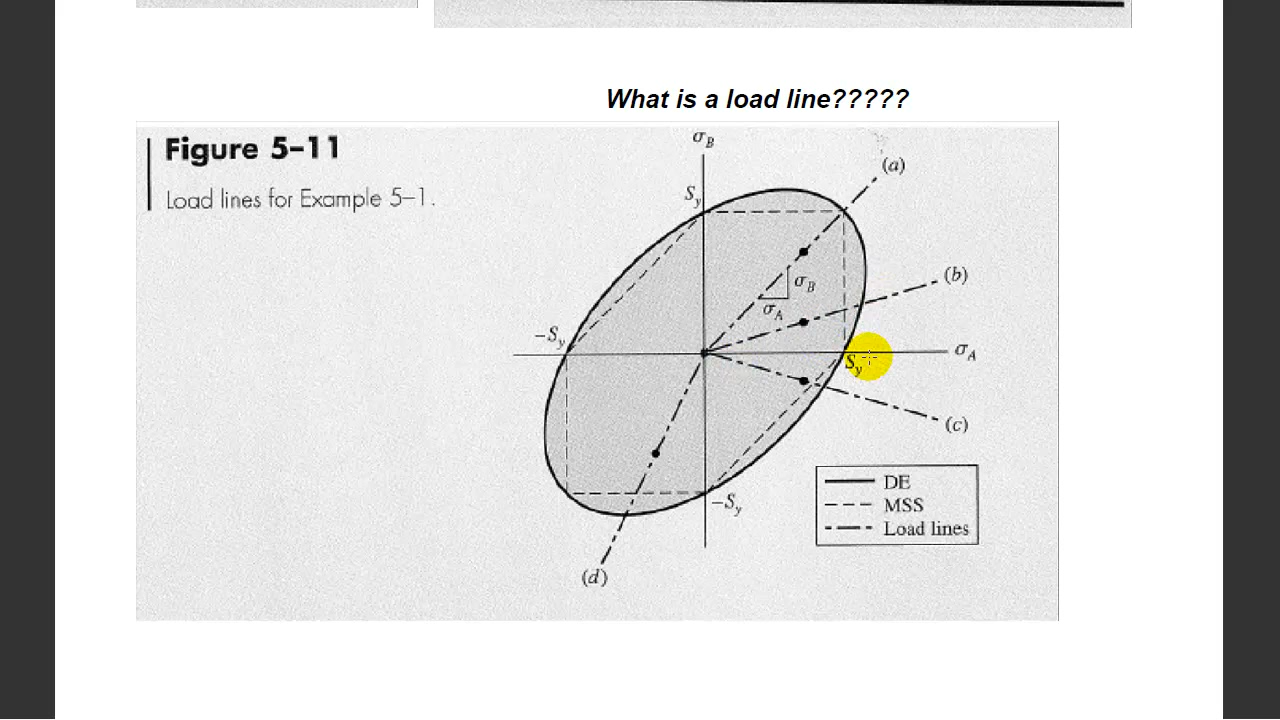 What is a load line?????
Figure 5-11
Load lines for Example 5-1.
σB
(a)
Sy
(b)
σB
σA
-Sy
σA
Sy
(c)
DE
-Sy
MSS
Load lines
(d)